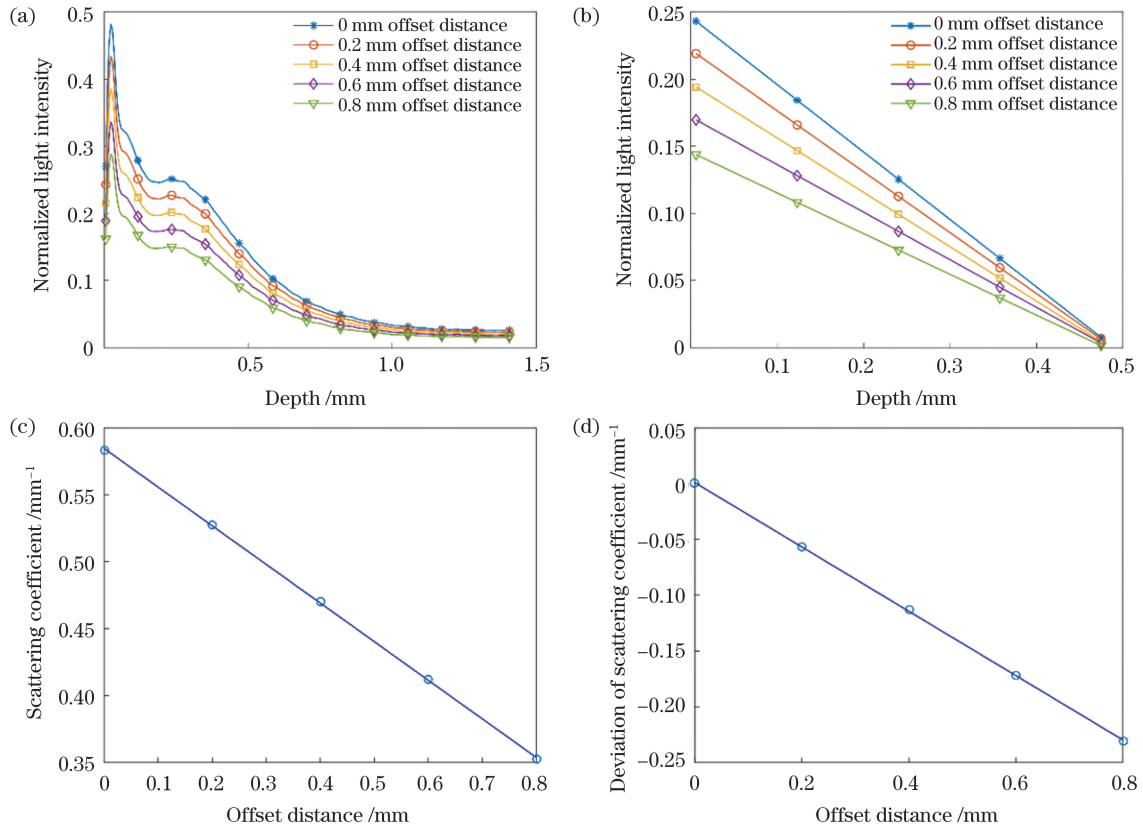 (a)
0.5
0.4
0.3
0.2
0.1
0
0.5
1.0
1.5
Normalized light intensity
Depth /mm
0 mm offset distance
0.2 mm offset distance
0.4 mm offset distance
0.6 mm offset distance
0.8 mm offset distance
(b)
0.25
0.20
0.15
0.10
0.05
0
0.1
0.2
0.3
0.4
0.5
Normalized light intensity
Depth /mm
0 mm offset distance
0.2 mm offset distance
0.4 mm offset distance
0.6 mm offset distance
0.8 mm offset distance
(c)
0.60
0.55
0.50
0.45
0.40
0.35
0
0.1
0.2
0.3
0.4
0.5
0.6
0.7
0.8
Scattering coefficient /mm⁻¹
Offset distance /mm
(d)
0.05
0
−0.05
−0.10
−0.15
−0.20
−0.25
0
0.2
0.4
0.6
0.8
Deviation of scattering coefficient /mm⁻¹
Offset distance /mm